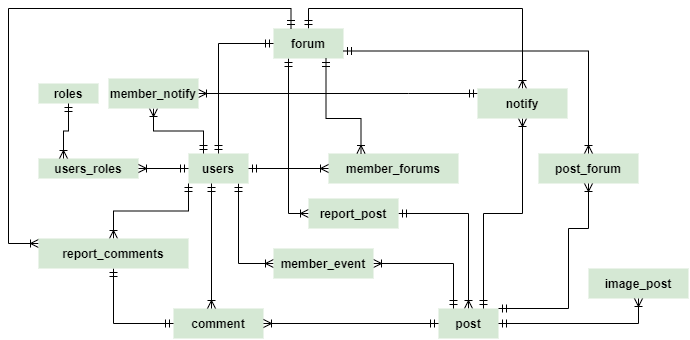 forum
roles
member_notify
notify
users_roles
users
member_forums
post_forum
report_post
report_comments
member_event
image_post
comment
post